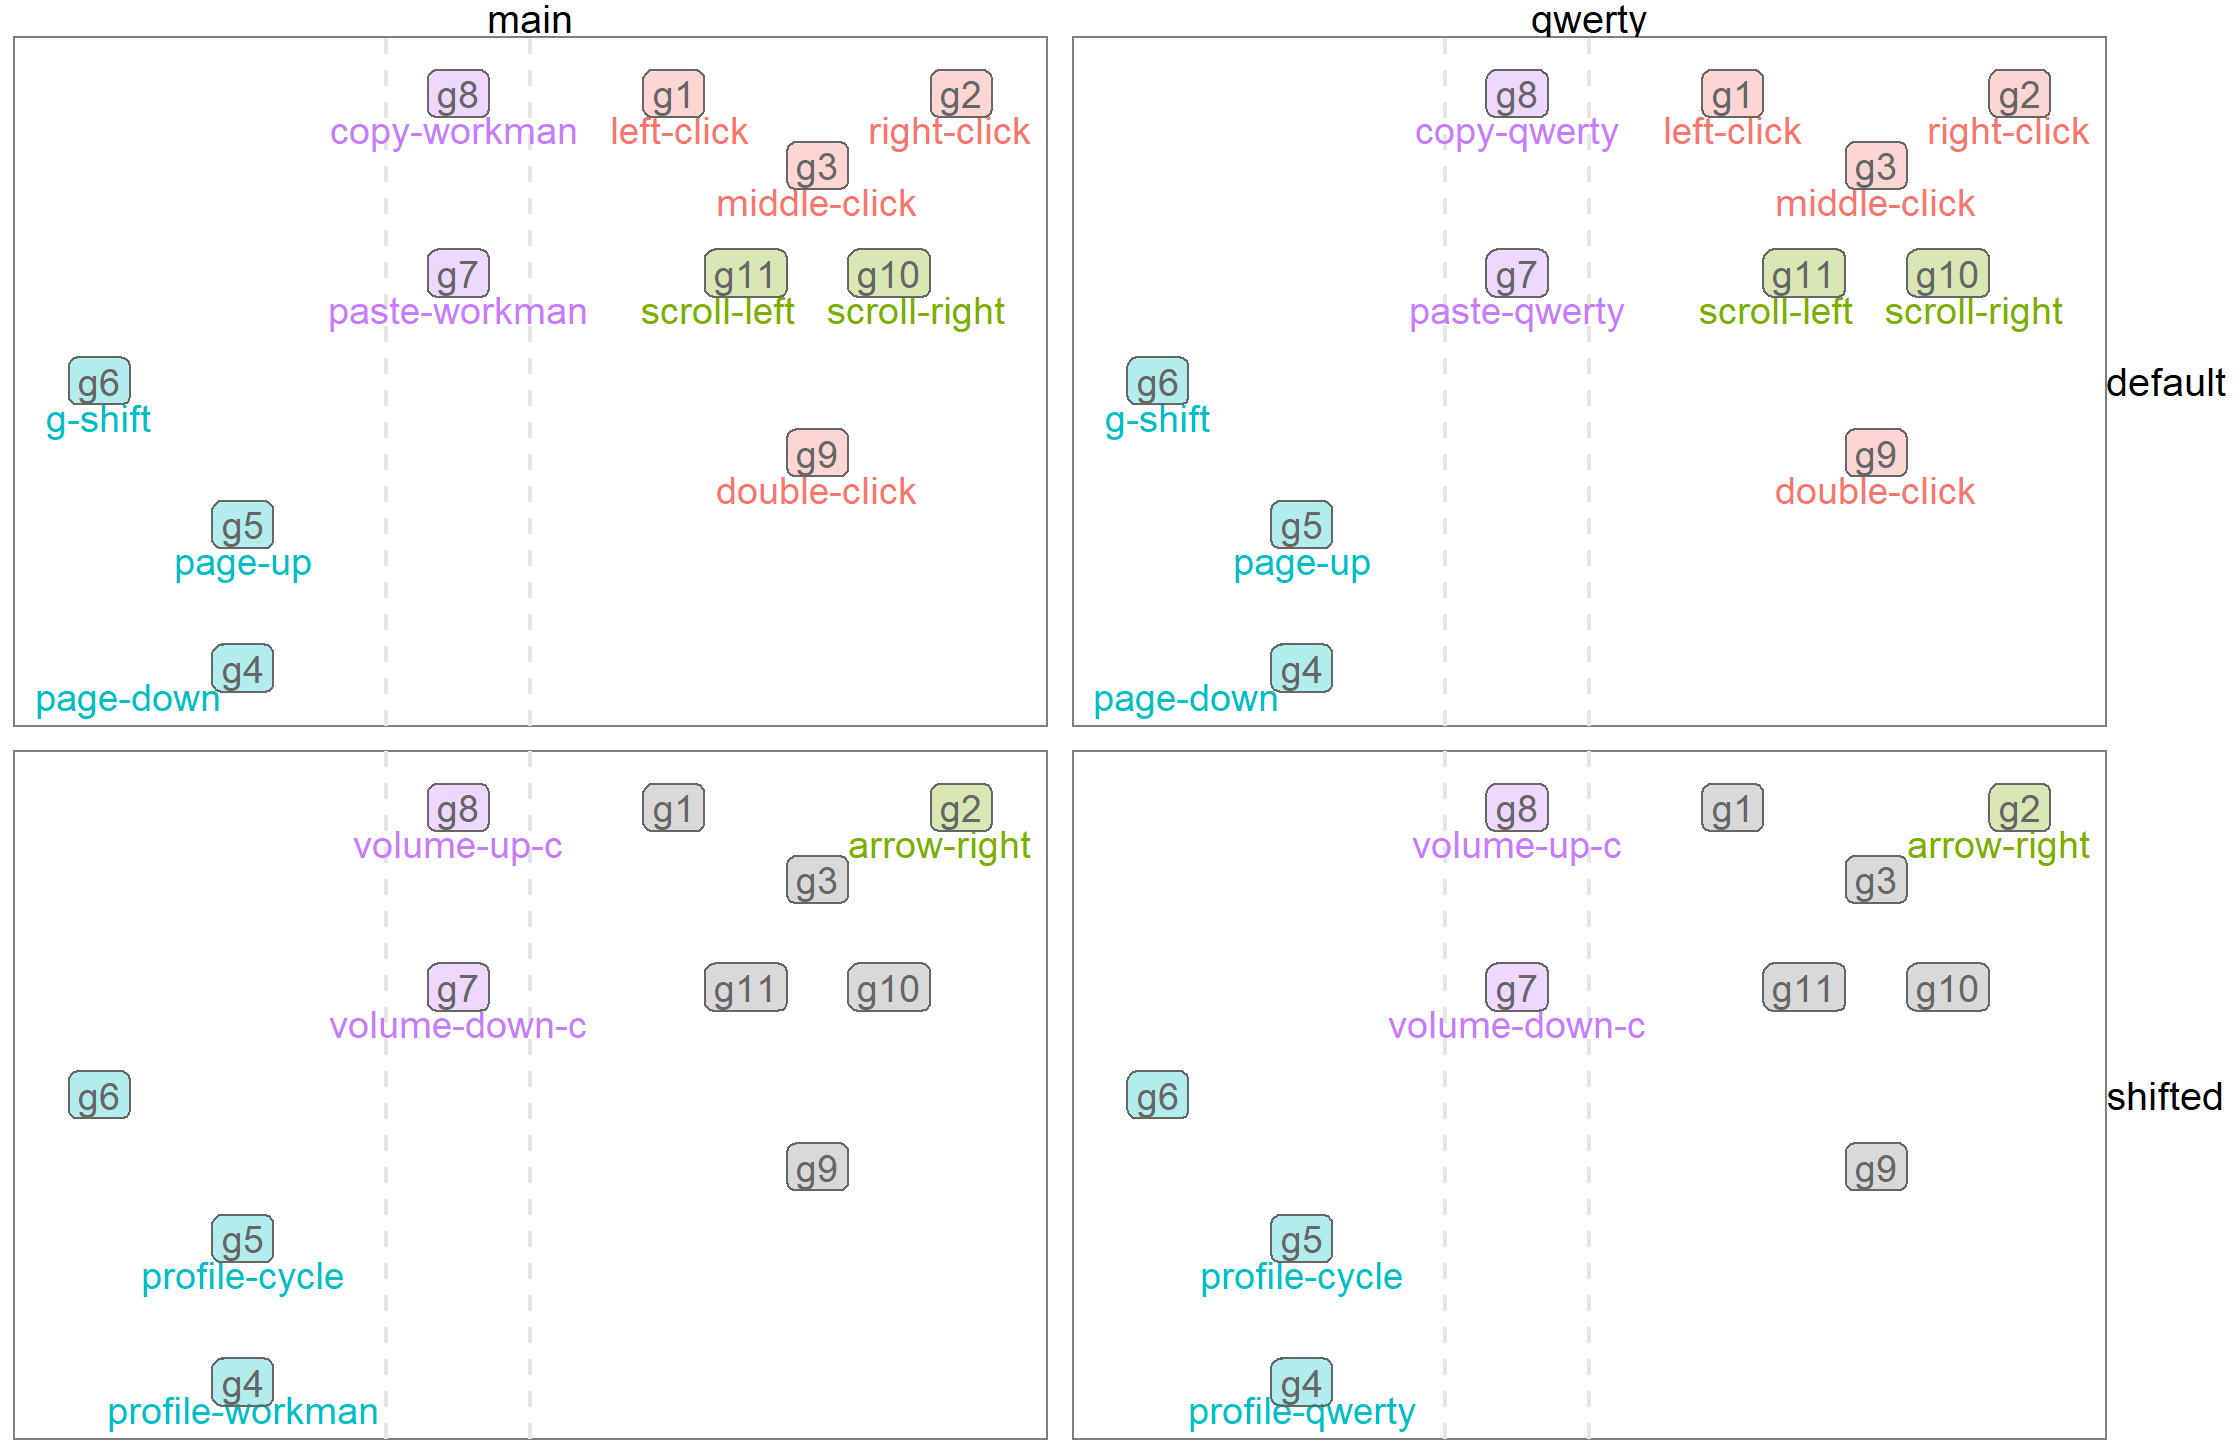 main
qwerty
g8
g1
g2
copy-workman
left-click
right-click
g3
middle-click
g7
g11
g10
paste-workman
scroll-left
scroll-right
g6
g-shift
g9
double-click
g5
page-up
g4
page-down
g8
g1
g2
copy-qwerty
left-click
right-click
g3
middle-click
g7
g11
g10
paste-qwerty
scroll-left
scroll-right
g6
g-shift
g9
double-click
g5
page-up
g4
page-down
default
g8
g1
g2
volume-up-c
arrow-right
g3
g7
g11
g10
volume-down-c
g6
g9
g5
profile-cycle
g4
profile-workman
g8
g1
g2
volume-up-c
arrow-right
g3
g7
g11
g10
volume-down-c
g6
g9
g5
profile-cycle
g4
profile-qwerty
shifted